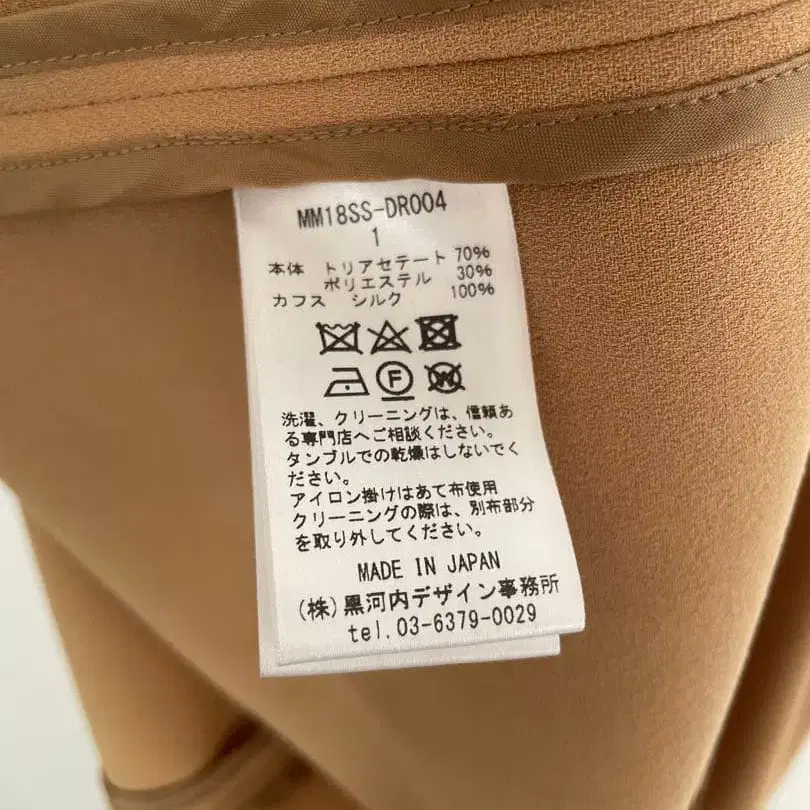 MM18SS-DR004
1
本体 トリアセテート 70%
ポリエステル 30%
カフス シルク 100%
F
W
洗濯、クリーニングは、信頼あ
る専門店へご相談ください。
タンブルでの乾燥はしないでく
ださい。
アイロン掛けはあて布使用
クリーニングの際は、別布部分
を取り外してください。
MADE IN JAPAN
(株)黒河内デザイン事務所
tel.03-6379-0029